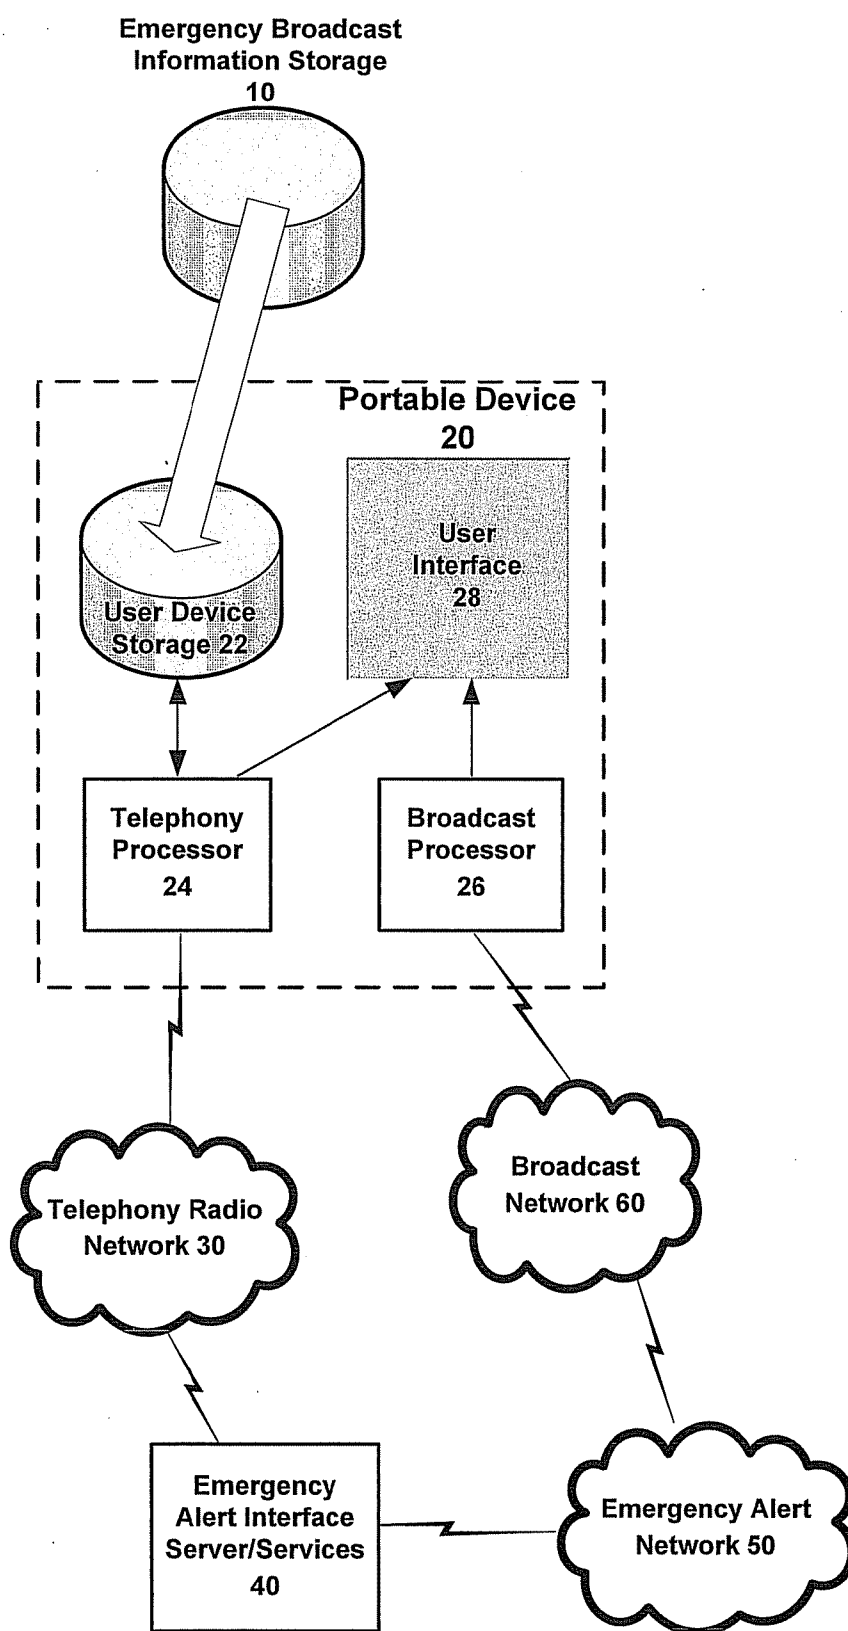 Emergency Broadcast
Information Storage
10
Portable Device
20
User
Interface
28
User Device
Storage 22
Telephony
Processor
24
Broadcast
Processor
26
Broadcast
Network 60
Telephony Radio
Network 30
Emergency
Alert Interface
Server/Services
40
Emergency Alert
Network 50